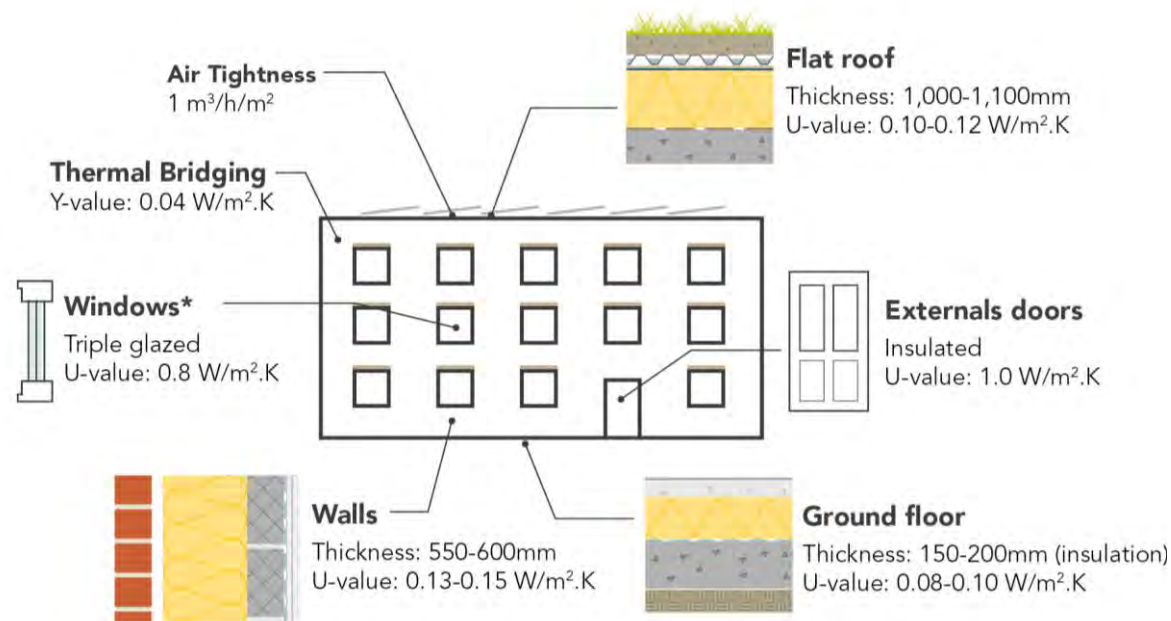 Air Tightness
1 m³/h/m²
Flat roof
Thickness: 1,000-1,100mm
U-value: 0.10-0.12 W/m².K
Thermal Bridging
Y-value: 0.04 W/m².K
Windows*
Triple glazed
U-value: 0.8 W/m².K
Externals doors
Insulated
U-value: 1.0 W/m².K
Walls
Thickness: 550-600mm
U-value: 0.13-0.15 W/m².K
Ground floor
Thickness: 150-200mm (insulation)
U-value: 0.08-0.10 W/m².K